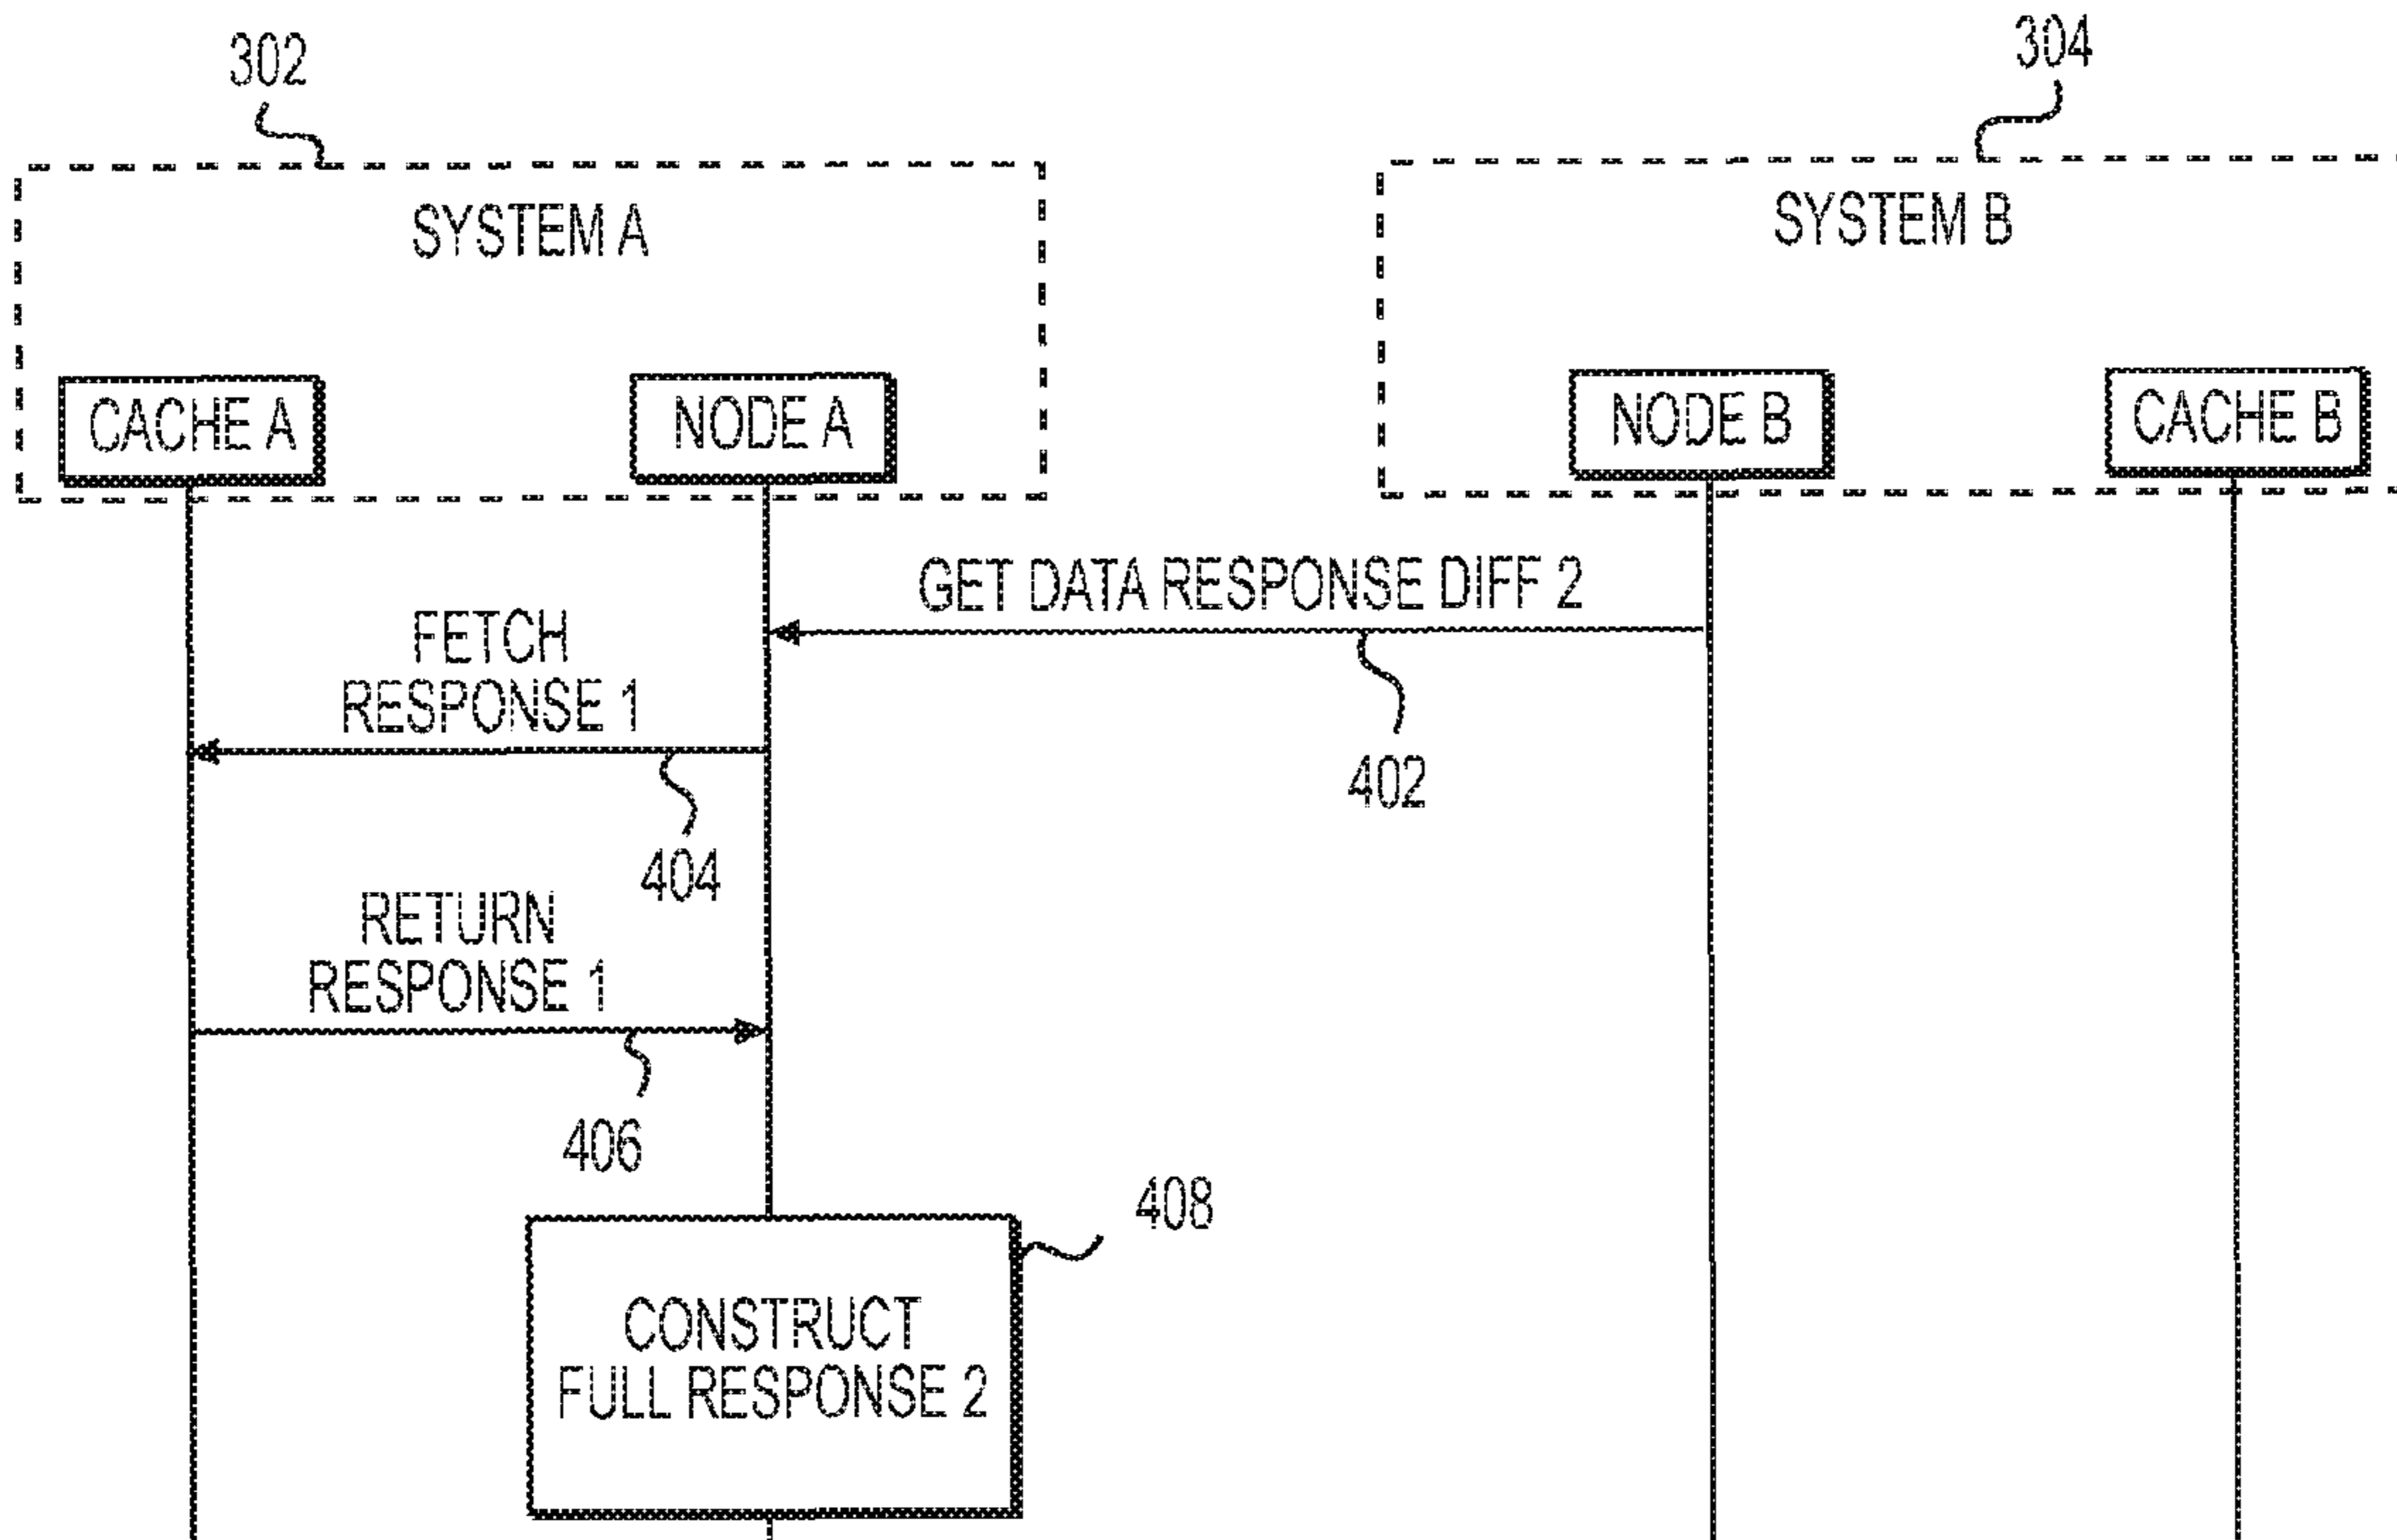 302
304
SYSTEM A
SYSTEM B
CACHE A
NODE A
NODE B
CACHE B
GET DATA RESPONSE DIFF 2
FETCH
RESPONSE 1
402
404
RETURN
RESPONSE 1
406
408
CONSTRUCT
FULL RESPONSE 2